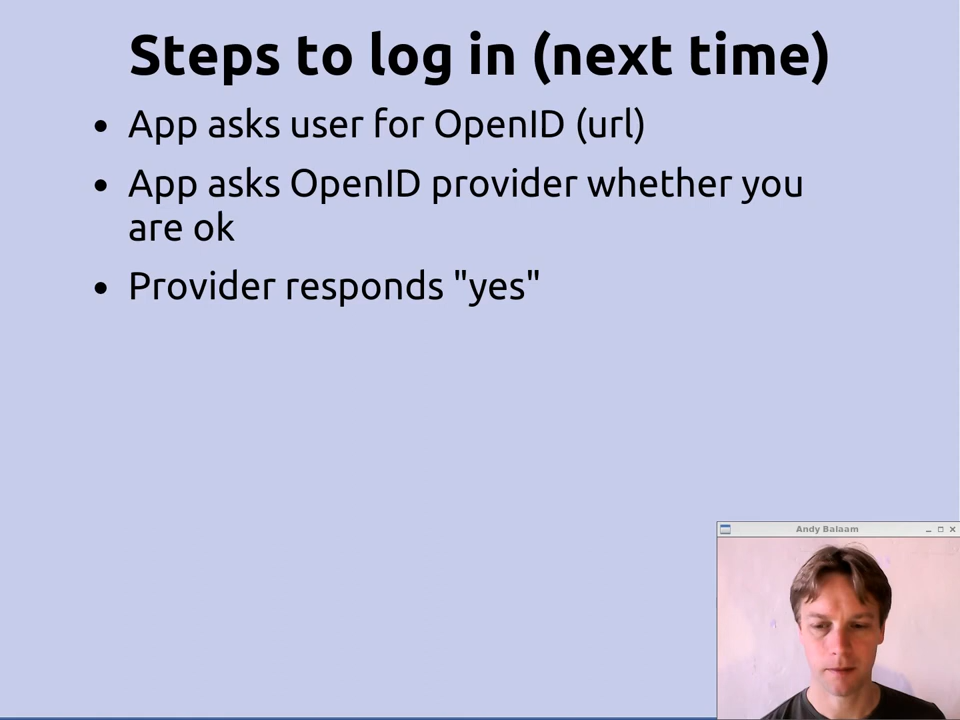 Steps to log in (next time)
• App asks user for OpenID (url)
• App asks OpenID provider whether you
are ok
• Provider responds "yes"
Andy Balaam